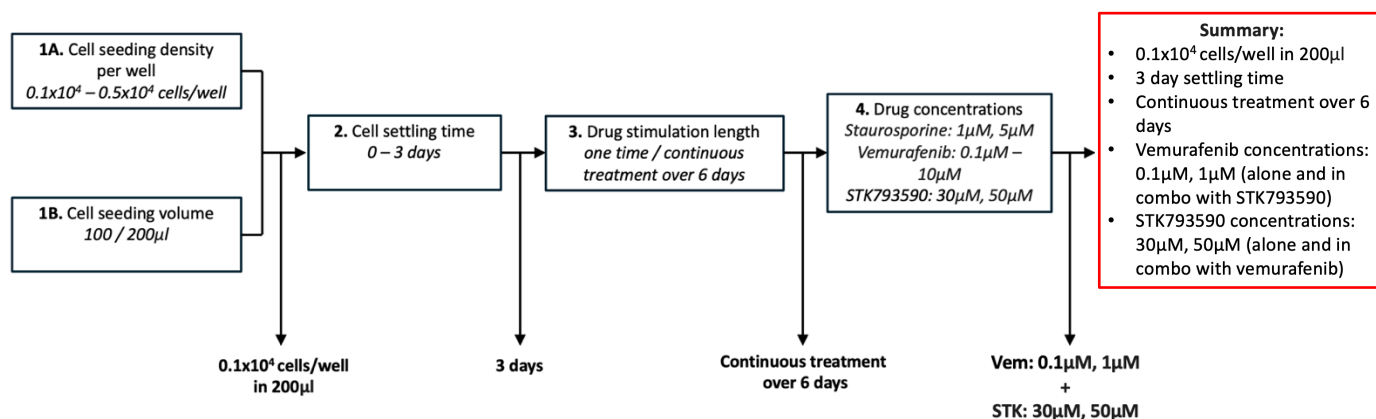 1A. Cell seeding density
per well
0.1x10⁴ – 0.5x10⁴ cells/well
1B. Cell seeding volume
100 / 200µl
2. Cell settling time
0 – 3 days
3. Drug stimulation length
one time / continuous
treatment over 6 days
4. Drug concentrations
Staurosporine: 1µM, 5µM
Vemurafenib: 0.1µM –
10µM
STK793590: 30µM, 50µM
Summary:
• 0.1x10⁴ cells/well in 200µl
• 3 day settling time
• Continuous treatment over 6
days
• Vemurafenib concentrations:
0.1µM, 1µM (alone and in
combo with STK793590)
• STK793590 concentrations:
30µM, 50µM (alone and in
combo with vemurafenib)
0.1x10⁴ cells/well
in 200µl
3 days
Continuous treatment
over 6 days
Vem: 0.1µM, 1µM
+
STK: 30µM, 50µM